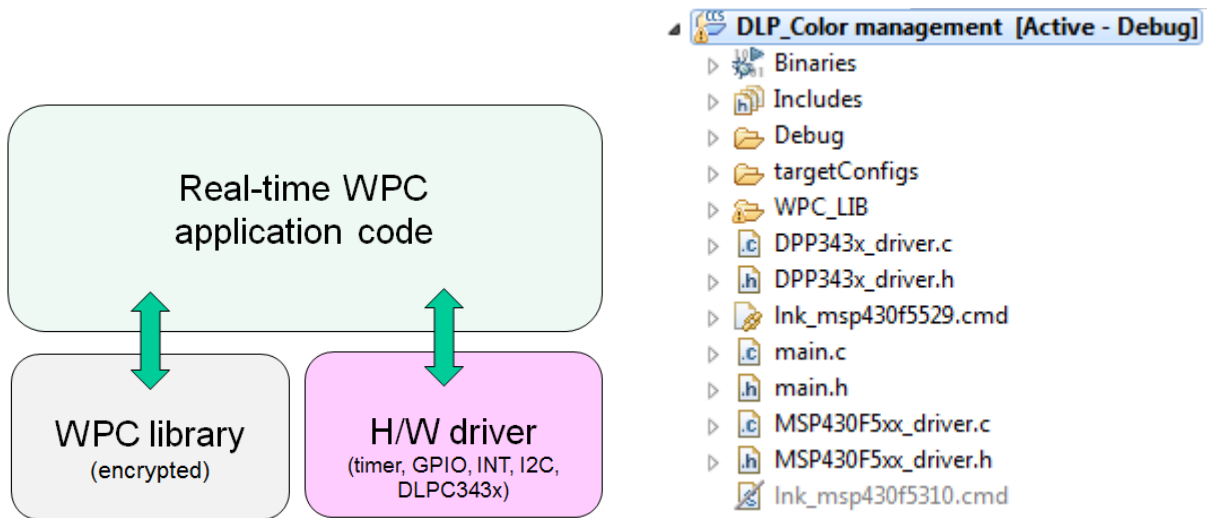 Real-time WPC
application code
WPC library
(encrypted)
H/W driver
(timer, GPIO, INT, I2C,
DLPC343x)
DLP_Color management [Active - Debug]
Binaries
Includes
Debug
targetConfigs
WPC_LIB
DPP343x_driver.c
DPP343x_driver.h
lnk_msp430f5529.cmd
main.c
main.h
MSP430F5xx_driver.c
MSP430F5xx_driver.h
lnk_msp430f5310.cmd